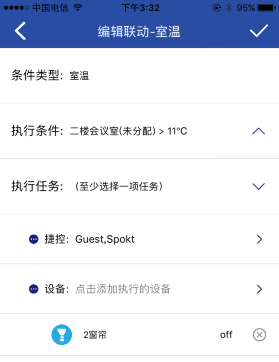 中国电信 下午3:32 95%
编辑联动-室温
条件类型: 室温
执行条件: 二楼会议室(未分配) > 11℃
执行任务: （至少选择一项任务）
捷控: Guest,Spokt
设备: 点击添加执行的设备
2窗帘 off